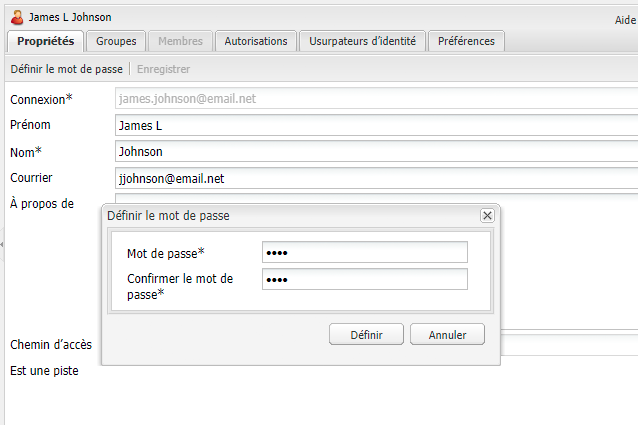 James L Johnson
Aide
Propriétés Groupes Membres Autorisations Usurpateurs d’identité Préférences
Définir le mot de passe Enregistrer
Connexion* james.johnson@email.net
Prénom James L
Nom* Johnson
Courrier jjohnson@email.net
À propos de
Définir le mot de passe
Mot de passe* ••••
Confirmer le mot de
passe* ••••
Définir Annuler
Chemin d’accès
Est une piste